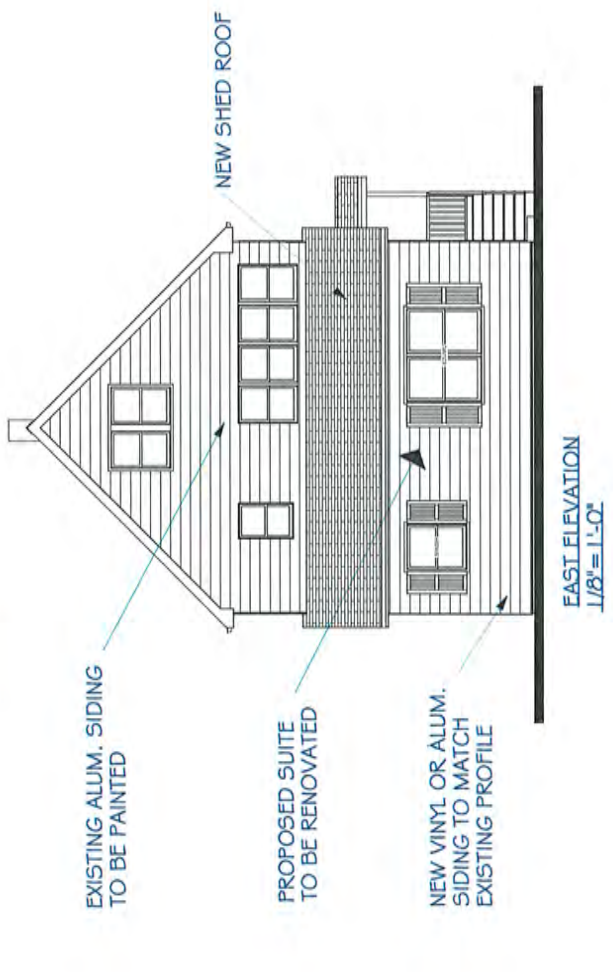 EXISTING ALUM. SIDING
TO BE PAINTED
PROPOSED SUITE
TO BE RENOVATED
NEW VINYL OR ALUM.
SIDING TO MATCH
EXISTING PROFILE
NEW SHED ROOF
EAST ELEVATION
1/8"= 1'-0"